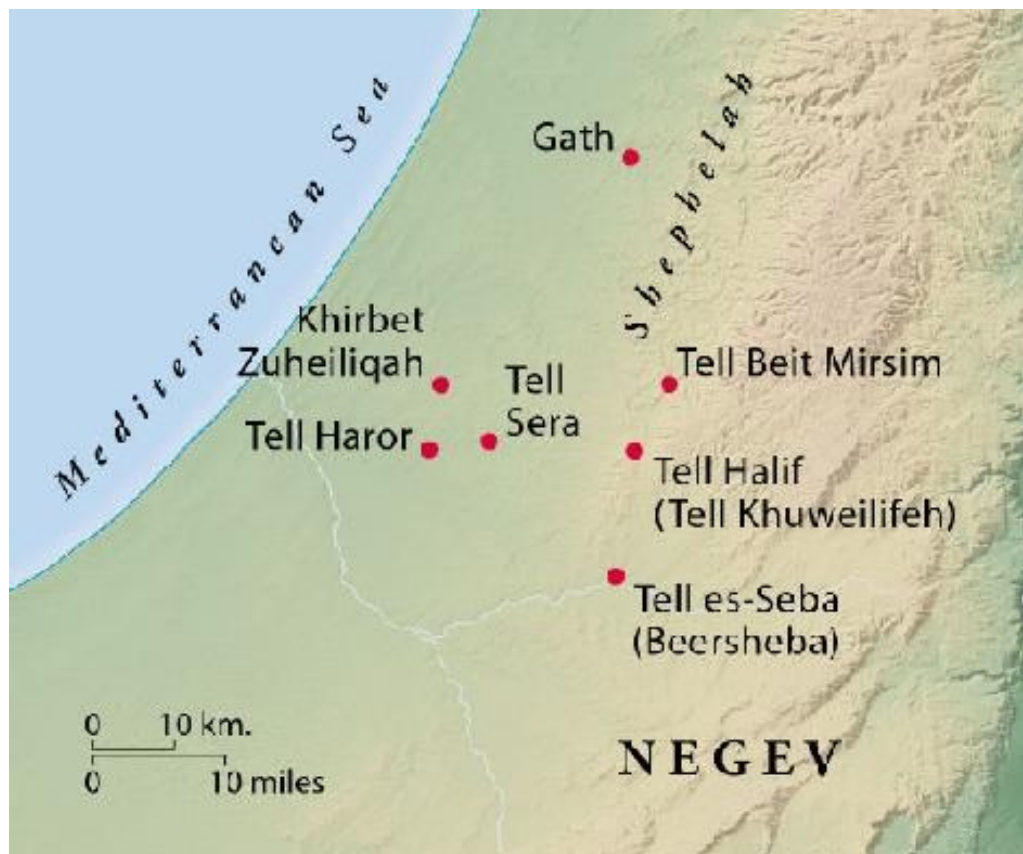 Mediterranean Sea
Gath
Shephelah
Khirbet
Zuheiliqah
Tell
Sera
Tell Haror
Tell Beit Mirsim
Tell Halif
(Tell Khuweilifeh)
Tell es-Seba
(Beersheba)
NEGEV
0 10 km.
0 10 miles